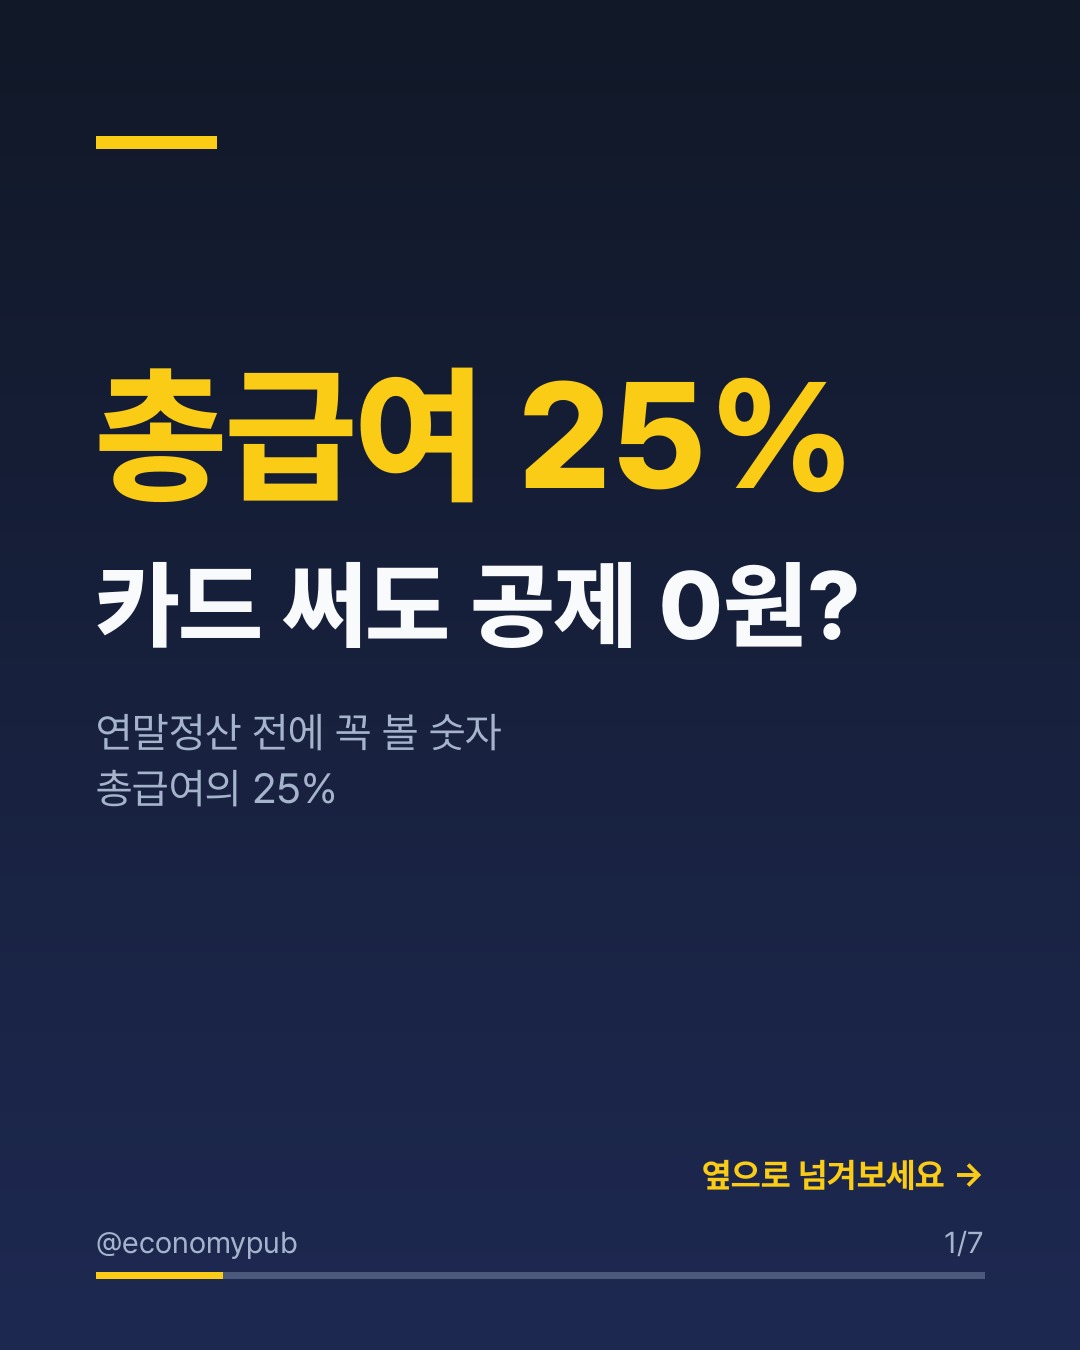 총급여 25%
카드 써도 공제 0원?
연말정산 전에 꼭 볼 숫자
총급여의 25%
옆으로 넘겨보세요 →
@economypub
1/7